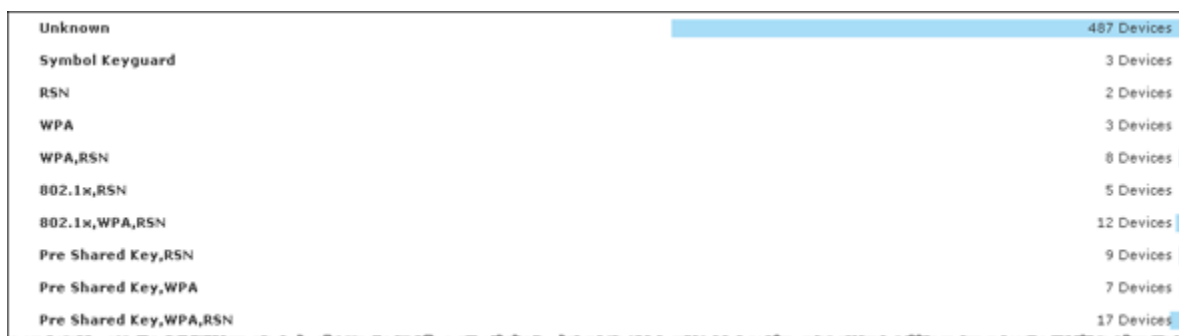 Unknown 487 Devices
Symbol Keyguard 3 Devices
RSN 2 Devices
WPA 3 Devices
WPA,RSN 8 Devices
802.1x,RSN 5 Devices
802.1x,WPA,RSN 12 Devices
Pre Shared Key,RSN 9 Devices
Pre Shared Key,WPA 7 Devices
Pre Shared Key,WPA,RSN 17 Devices